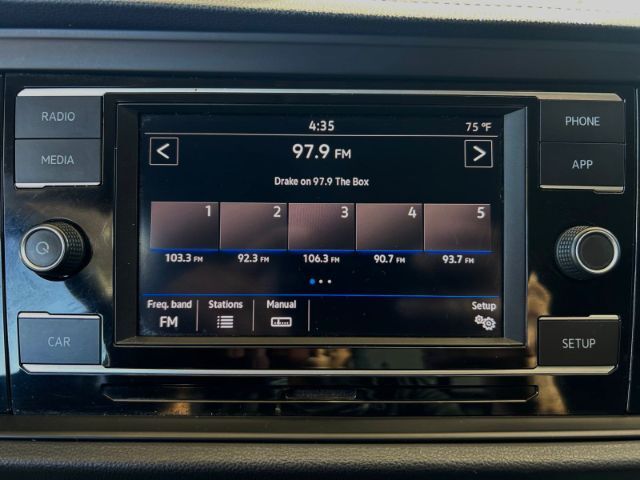 RADIO
MEDIA
CAR
4:35
75 °F
97.9 FM
Drake on 97.9 The Box
1 2 3 4 5
103.3 FM 92.3 FM 106.3 FM 90.7 FM 93.7 FM
Freq. band Stations Manual Setup
FM
PHONE
APP
SETUP